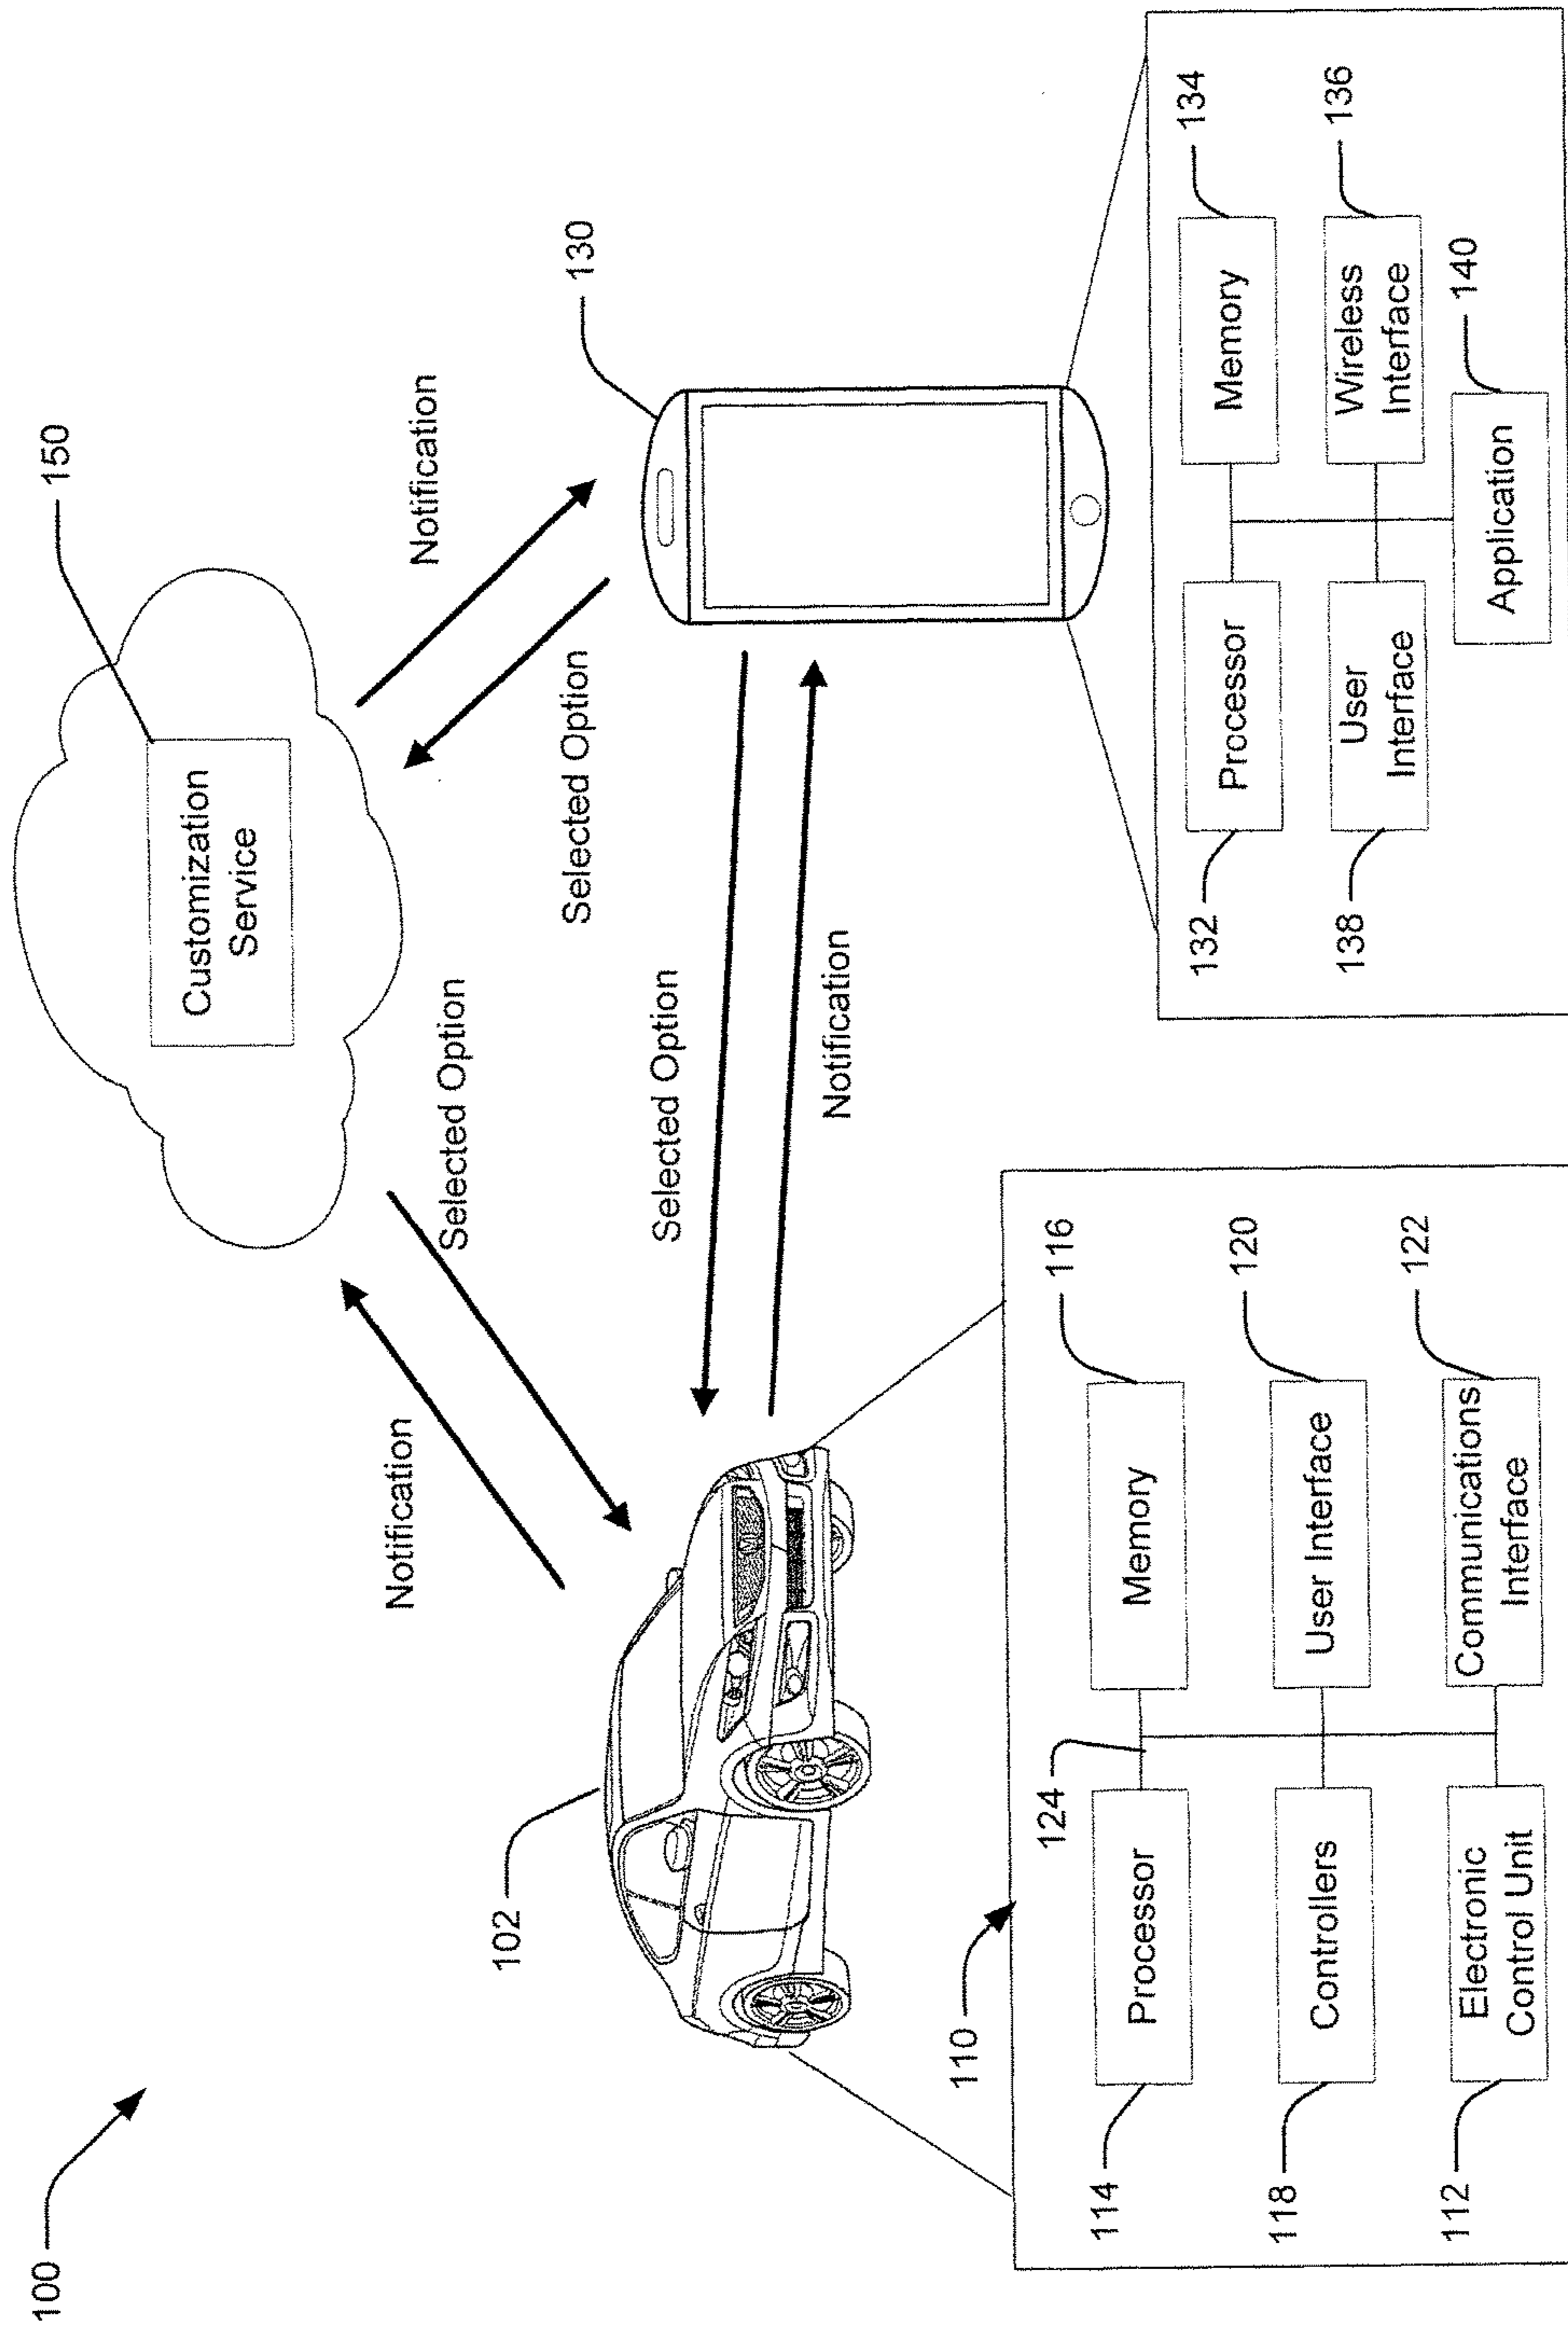 100
150
Customization
Service
Notification
Selected Option
Notification
Selected Option
130
102
Selected Option
Notification
110
124
114
Processor
Memory
116
118
Controllers
User Interface
120
112
Electronic
Control Unit
Communications
Interface
122
132
Processor
Memory
134
138
User
Interface
Wireless
Interface
136
Application
140